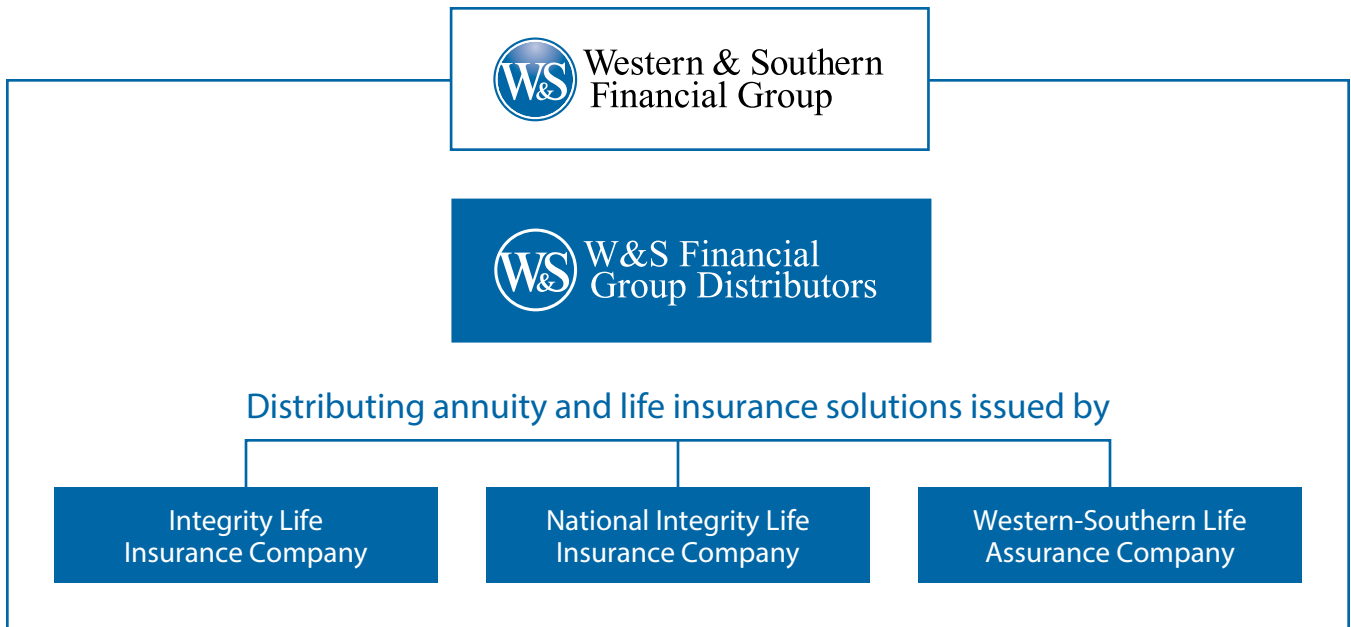 W&S
Western & Southern
Financial Group
W&S
W&S Financial
Group Distributors
Distributing annuity and life insurance solutions issued by
Integrity Life
Insurance Company
National Integrity Life
Insurance Company
Western-Southern Life
Assurance Company